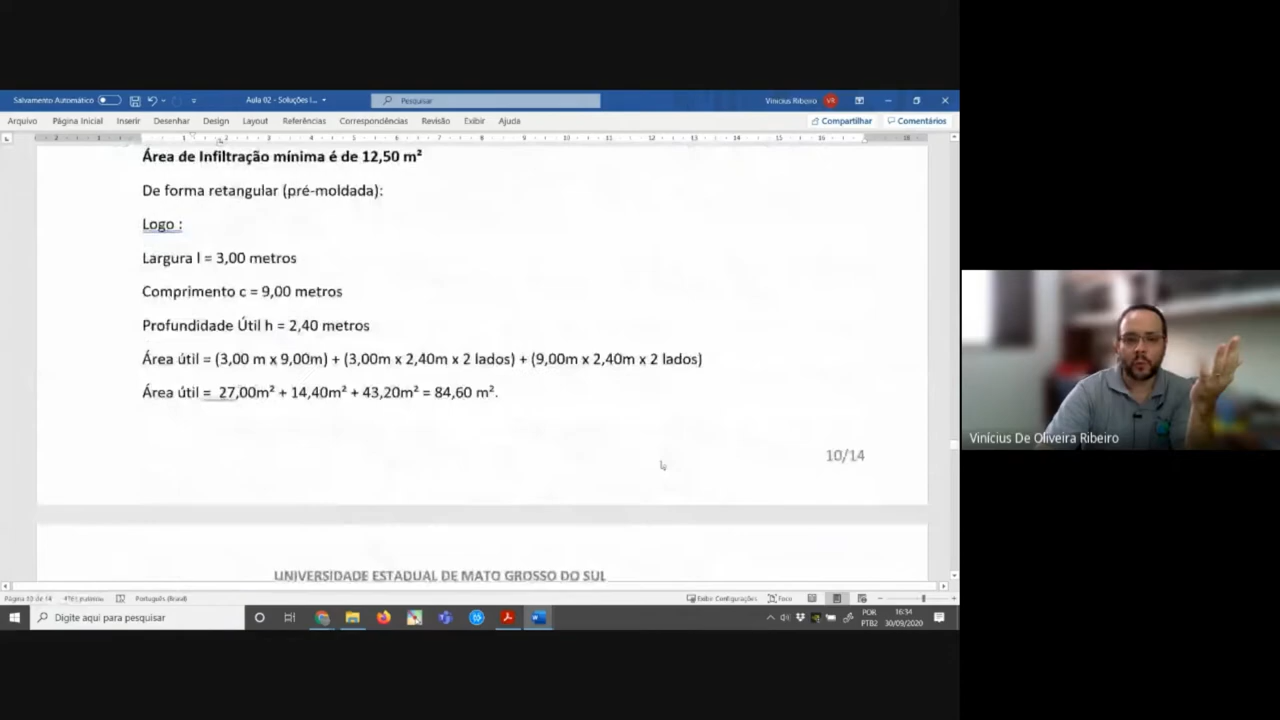 Salvamento Automático
Aula 02 - Soluções I...
Pesquisar
Vinicius Ribeiro
VR
Arquivo
Página Inicial
Inserir
Desenhar
Design
Layout
Referências
Correspondências
Revisão
Exibir
Ajuda
Compartilhar
Comentários
Área de Infiltração mínima é de 12,50 m²
De forma retangular (pré-moldada):
Logo :
Largura l = 3,00 metros
Comprimento c = 9,00 metros
Profundidade Útil h = 2,40 metros
Área útil = (3,00 m x 9,00m) + (3,00m x 2,40m x 2 lados) + (9,00m x 2,40m x 2 lados)
Área útil = 27,00m² + 14,40m² + 43,20m² = 84,60 m².
10/14
UNIVERSIDADE ESTADUAL DE MATO GROSSO DO SUL
Vinícius De Oliveira Ribeiro
Português (Brasil)
Exibir Configurações
Foco
Digite aqui para pesquisar
POR
PTB2
16:34
30/09/2020